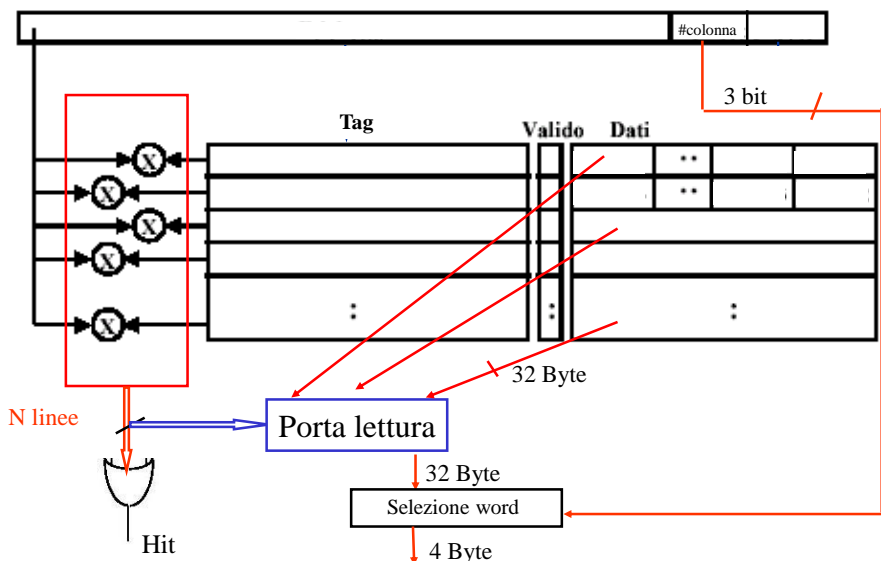 #colonna
3 bit
Tag
Valido
Dati
X
..
X
..
X
X
X
:
:
:
32 Byte
N linee
Porta lettura
32 Byte
Selezione word
Hit
4 Byte